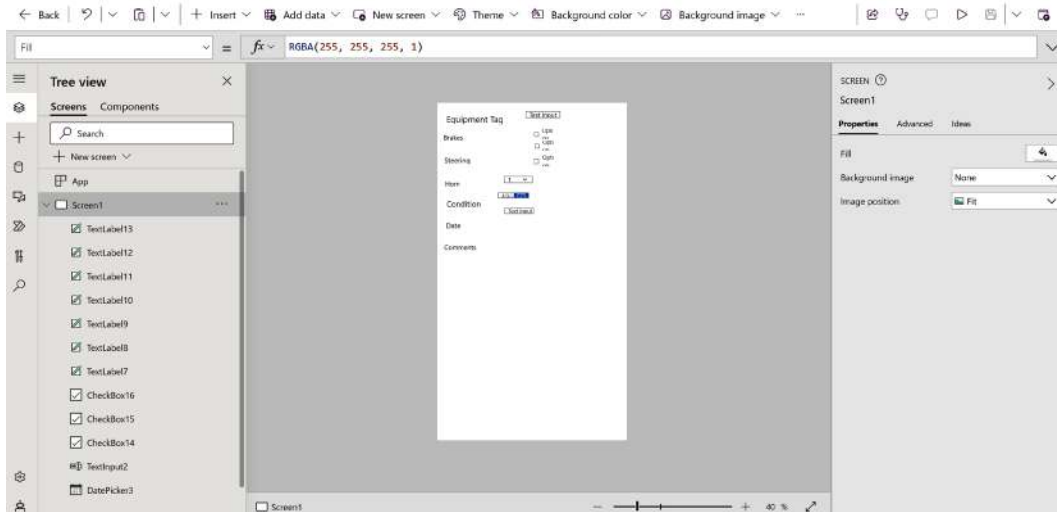 Back Insert Add data New screen Theme Background color Background image ...
Fill = fx RGBA(255, 255, 255, 1)
Tree view
Screens Components
Search
New screen
App
Screen1
TextLabel13
TextLabel12
TextLabel11
TextLabel10
TextLabel9
TextLabel8
TextLabel7
CheckBox16
CheckBox15
CheckBox14
TextInput2
DatePicker3
Equipment Tag Text input
Brakes
Steering
Horn 1
Condition
Text input
Date
Comments
Screen1 40 %
SCREEN
Screen1
Properties Advanced Ideas
Fill
Background image None
Image position Fit